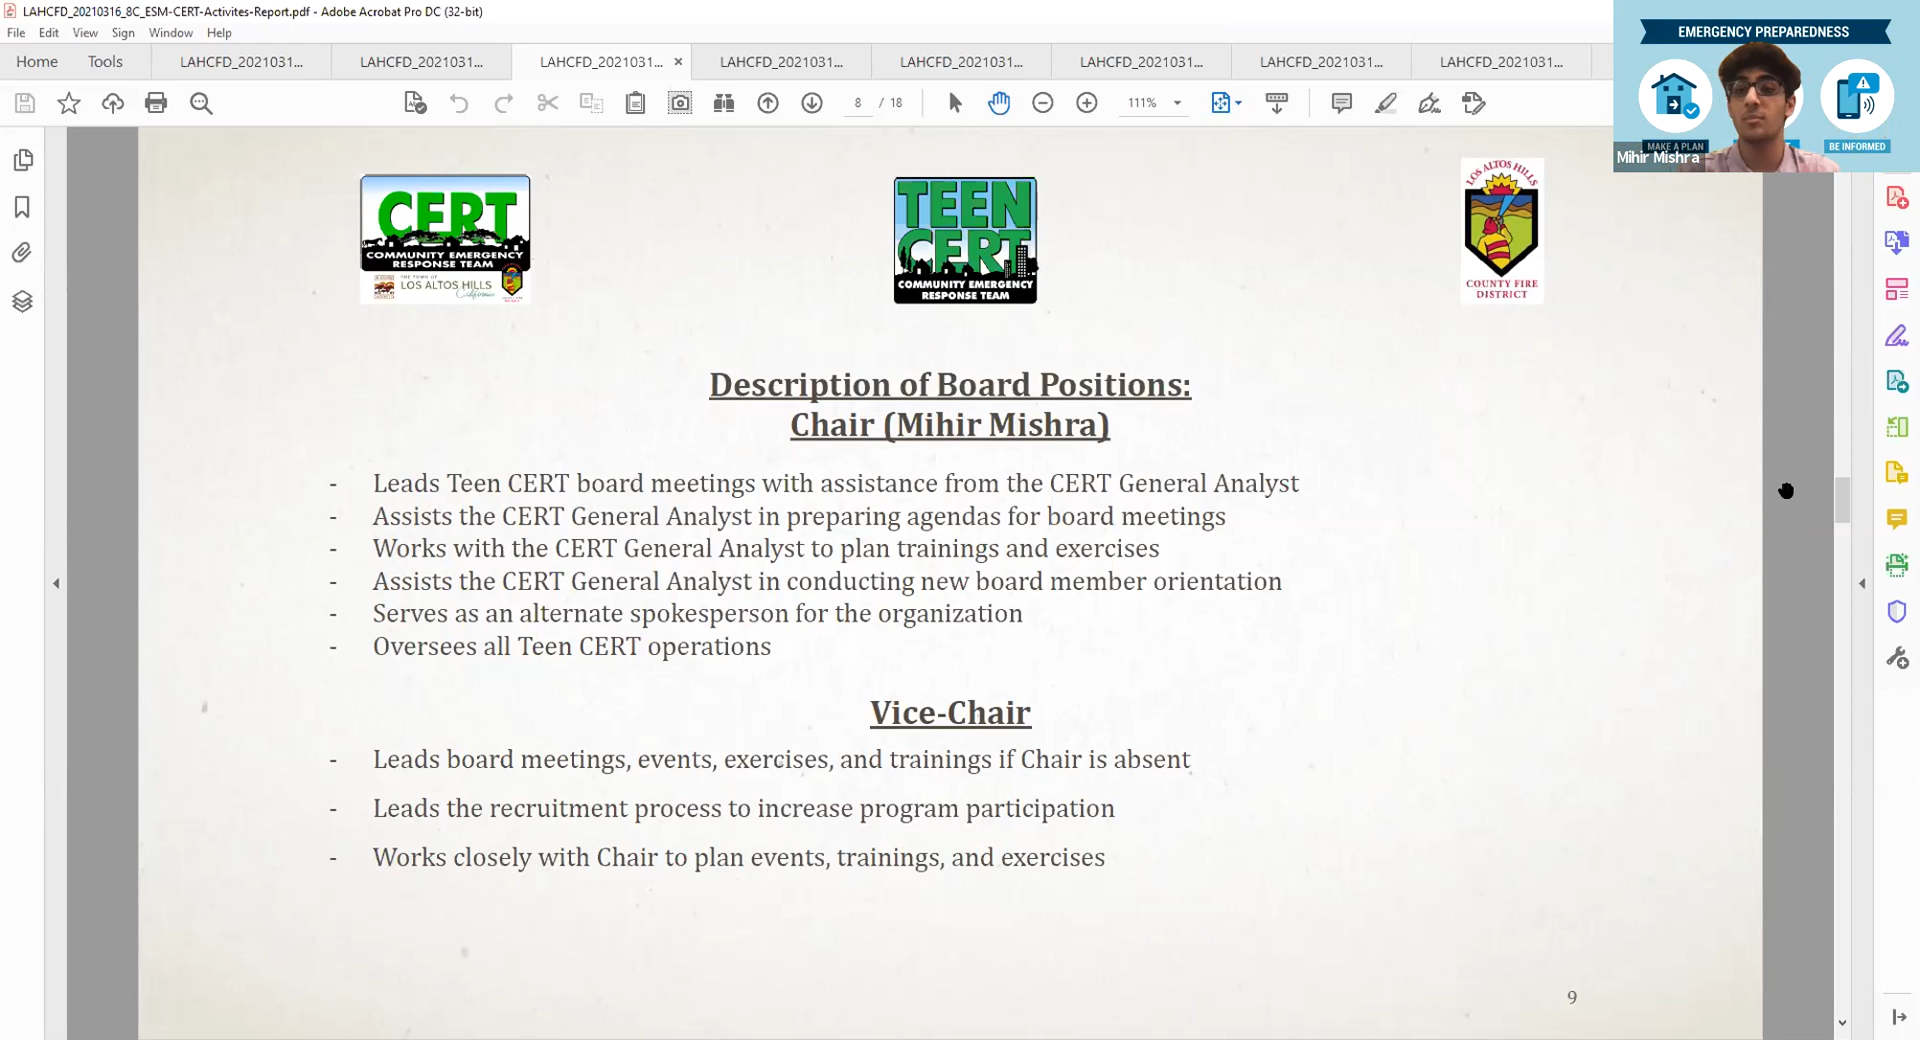 LAHCFD_20210316_8C_ESM-CERT-Activites-Report.pdf - Adobe Acrobat Pro DC (32-bit)
File Edit View Sign Window Help
Home Tools LAHCFD_2021031... LAHCFD_2021031... LAHCFD_2021031... × LAHCFD_2021031... LAHCFD_2021031... LAHCFD_2021031... LAHCFD_2021031... LAHCFD_2021031...
8 / 18 111%
EMERGENCY PREPAREDNESS
MAKE A PLAN BE INFORMED
Mihir Mishra
CERT
COMMUNITY EMERGENCY
RESPONSE TEAM
THE TOWN OF
LOS ALTOS HILLS
California
TEEN
CERT
COMMUNITY EMERGENCY
RESPONSE TEAM
LOS ALTOS HILLS
COUNTY FIRE
DISTRICT
Description of Board Positions:
Chair (Mihir Mishra)
- Leads Teen CERT board meetings with assistance from the CERT General Analyst
- Assists the CERT General Analyst in preparing agendas for board meetings
- Works with the CERT General Analyst to plan trainings and exercises
- Assists the CERT General Analyst in conducting new board member orientation
- Serves as an alternate spokesperson for the organization
- Oversees all Teen CERT operations
Vice-Chair
- Leads board meetings, events, exercises, and trainings if Chair is absent
- Leads the recruitment process to increase program participation
- Works closely with Chair to plan events, trainings, and exercises
9